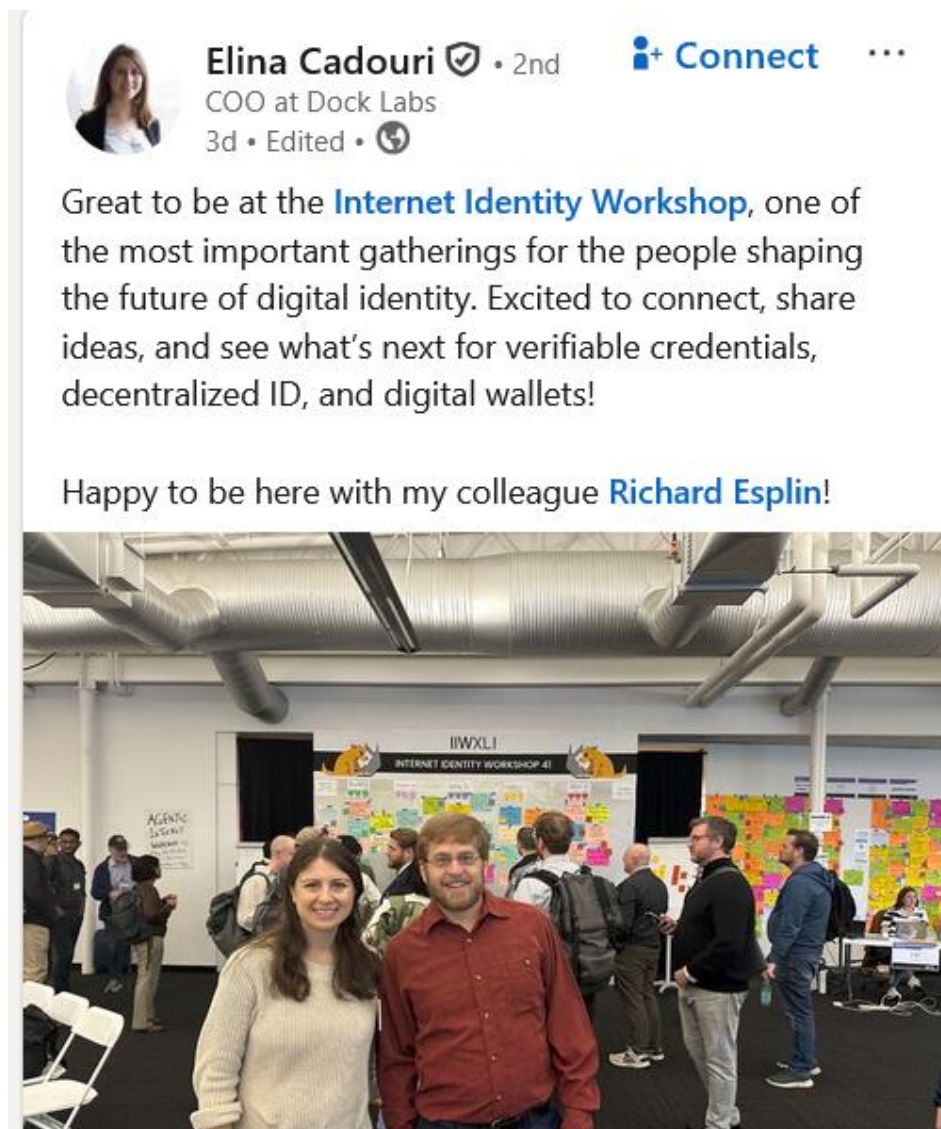 Elina Cadouri • 2nd
Connect
COO at Dock Labs
3d • Edited •
Great to be at the Internet Identity Workshop, one of
the most important gatherings for the people shaping
the future of digital identity. Excited to connect, share
ideas, and see what's next for verifiable credentials,
decentralized ID, and digital wallets!
Happy to be here with my colleague Richard Esplin!
IIWXLI
INTERNET IDENTITY WORKSHOP 41
AGENTIC
INTERNET
WORKSHOP